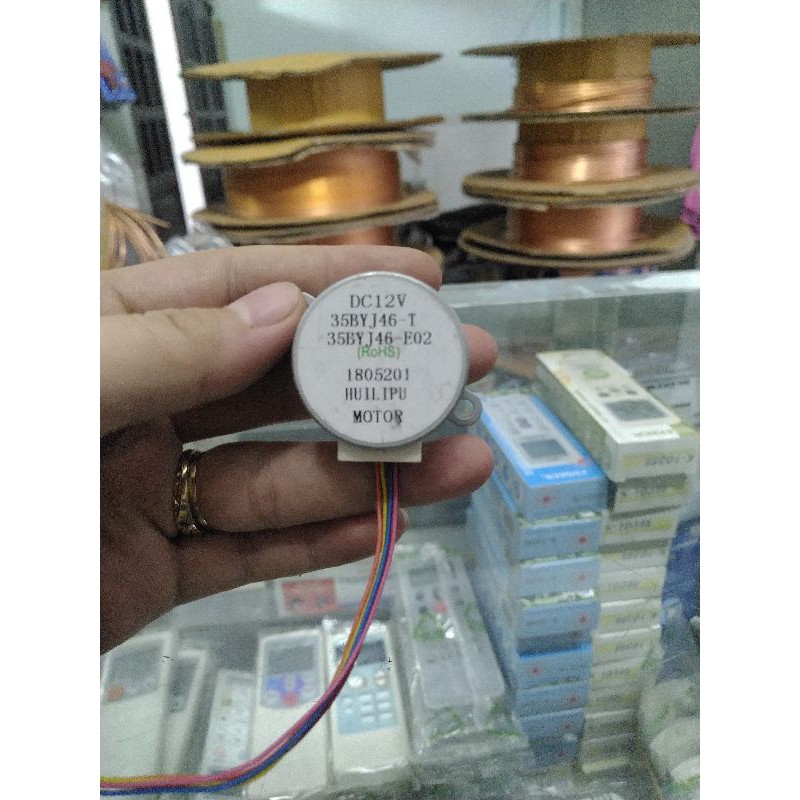 DC12V
35BYJ46-T
35BYJ46-E02
(RoHS)
1805201
HUILIPU
MOTOR